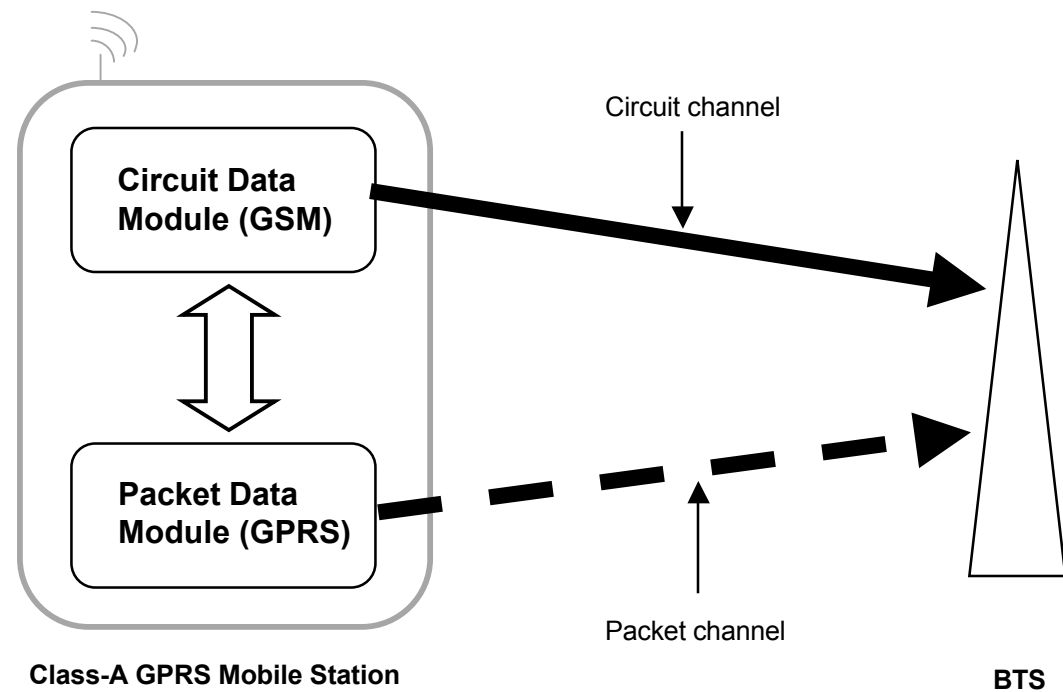 Circuit channel
Circuit Data
Module (GSM)
Packet Data
Module (GPRS)
Packet channel
Class-A GPRS Mobile Station
BTS